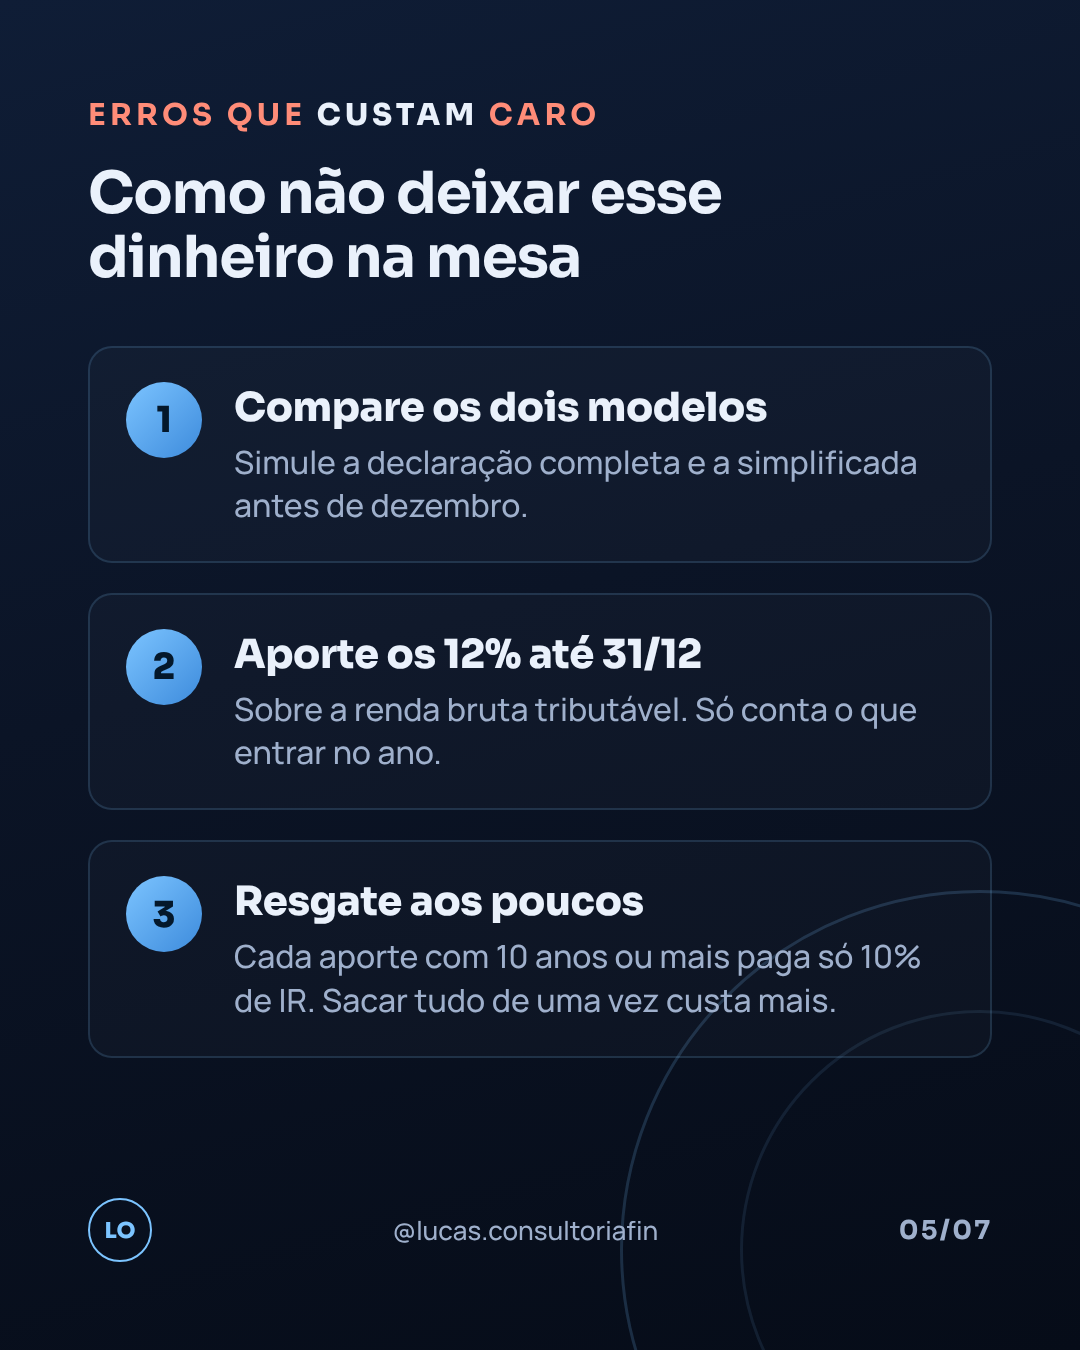 ERROS QUE CUSTAM CARO
Como não deixar esse
dinheiro na mesa
1
Compare os dois modelos
Simule a declaração completa e a simplificada
antes de dezembro.
2
Aporte os 12% até 31/12
Sobre a renda bruta tributável. Só conta o que
entrar no ano.
3
Resgate aos poucos
Cada aporte com 10 anos ou mais paga só 10%
de IR. Sacar tudo de uma vez custa mais.
LO
@lucas.consultoriafin
05/07